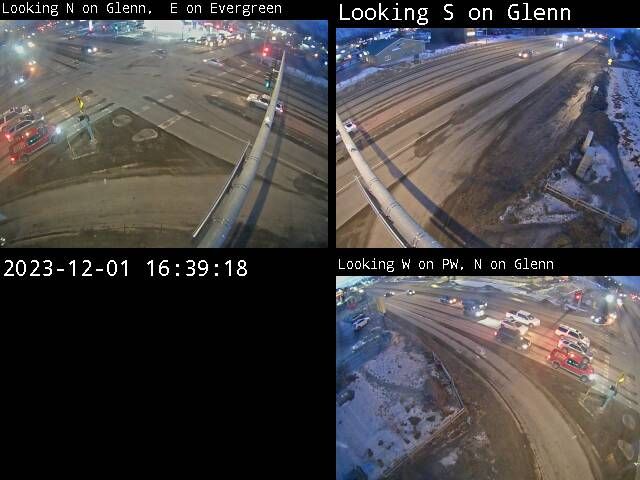 Looking N on Glenn,  E on Evergreen
Looking S on Glenn
2023-12-01 16:39:18
Looking W on PW, N on Glenn